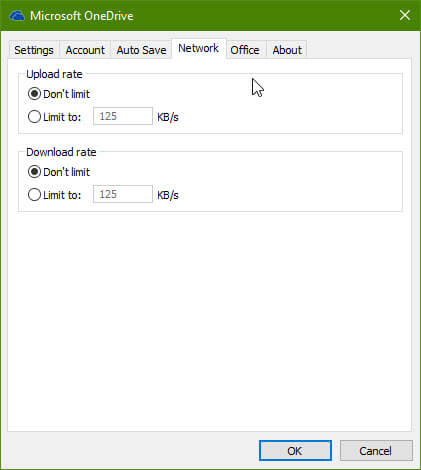 Microsoft OneDrive
Settings Account Auto Save Network Office About
Upload rate
Don't limit
Limit to: 125 KB/s
Download rate
Don't limit
Limit to: 125 KB/s
OK Cancel